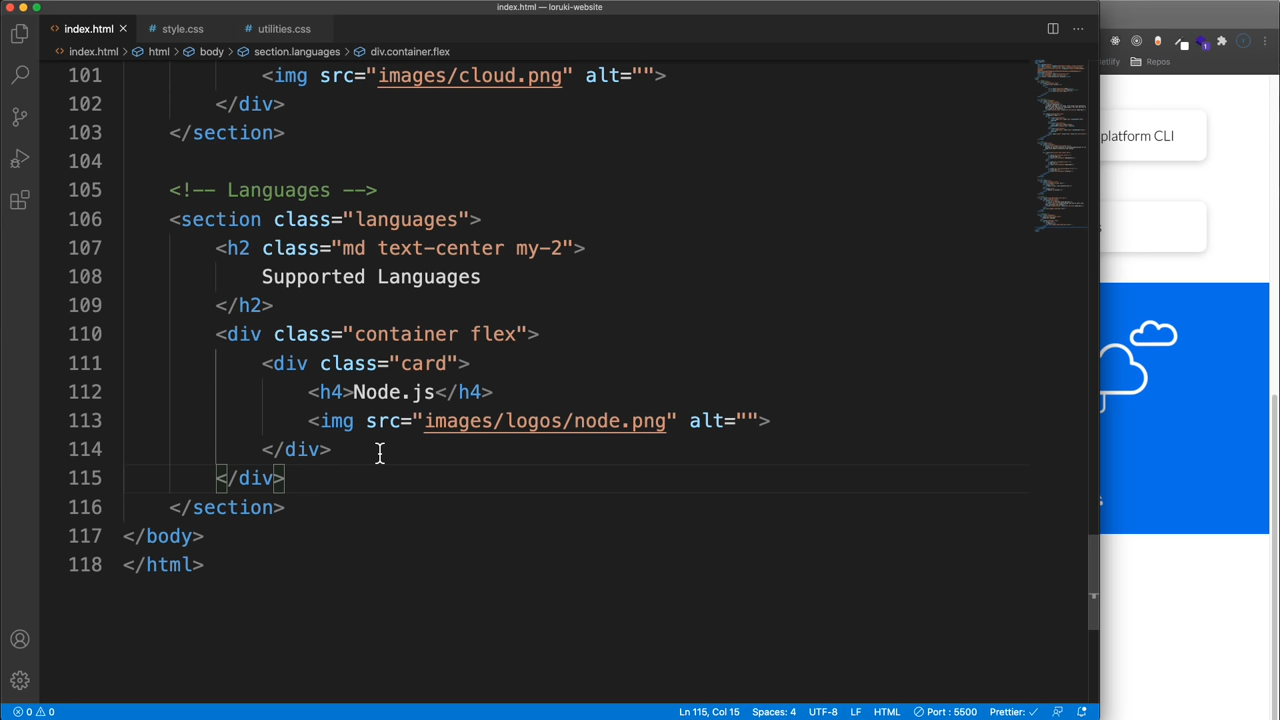 index.html — loruki-website
index.html
style.css
utilities.css
index.html > html > body > section.languages > div.container.flex
Repos
101 <img src="images/cloud.png" alt="">
102 </div>
103 </section>
104
105 <!-- Languages -->
106 <section class="languages">
107 <h2 class="md text-center my-2">
108 Supported Languages
109 </h2>
110 <div class="container flex">
111 <div class="card">
112 <h4>Node.js</h4>
113 <img src="images/logos/node.png" alt="">
114 </div>
115 </div>
116 </section>
117 </body>
118 </html>
platform CLI
0 0
Ln 115, Col 15
Spaces: 4
UTF-8
LF
HTML
Port : 5500
Prettier: ✓